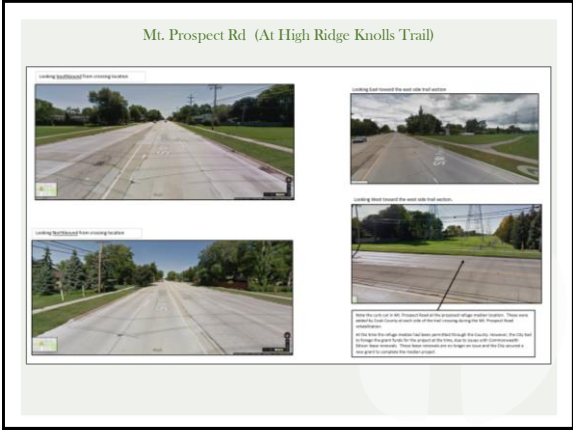 Mt. Prospect Rd (At High Ridge Knolls Trail)
Looking Southbound from crossing location
Looking East toward the east side trail section
Looking Northbound from crossing location
Looking West toward the west side trail section.
Note the curb cut in Mt. Prospect Road at the proposed refuge median location. These were
added by Cook County at each side of the trail crossing during the Mt. Prospect Road
rehabilitation.
At the time the refuge median had been permitted through the County. However, the City had
to forego the grant funds for the project at the time, due to issues with Commonwealth
Edison lease renewals. These lease renewals are no longer an issue and the City secured a
new grant to complete the median project.